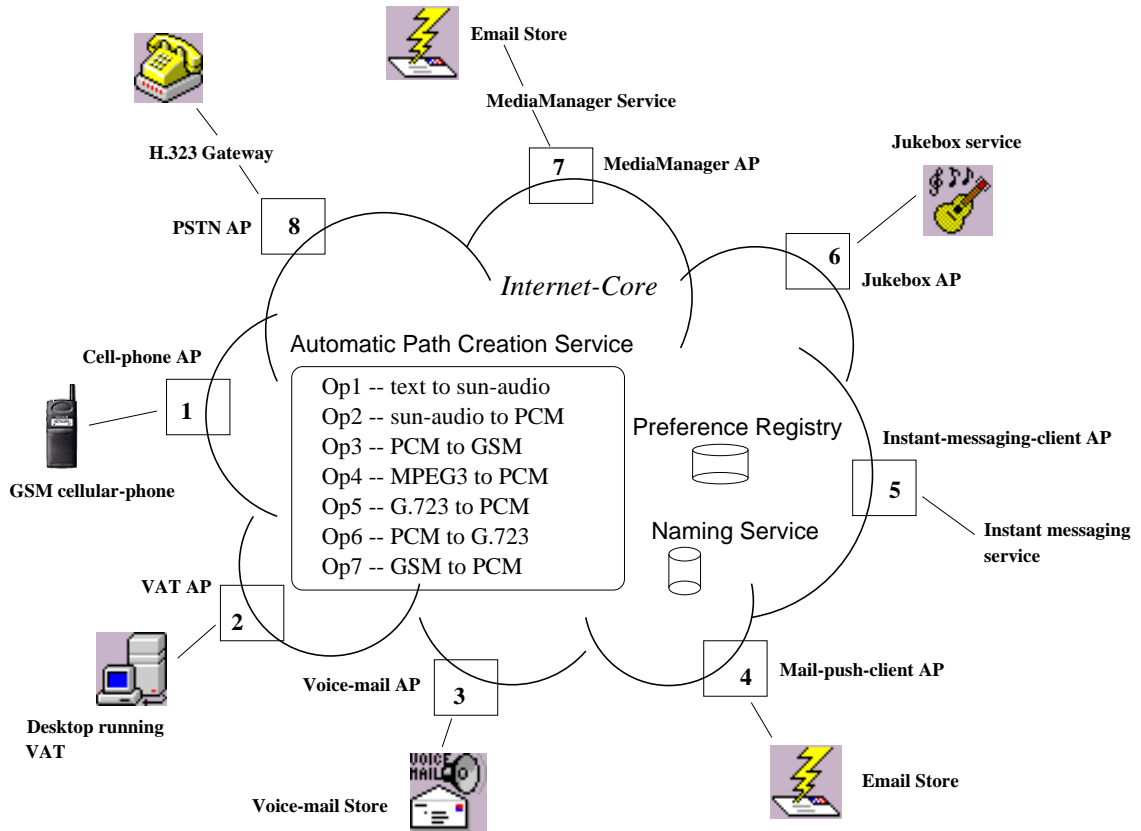 Email Store
MediaManager Service
H.323 Gateway
7
MediaManager AP
Jukebox service
PSTN AP
8
6
Jukebox AP
Internet-Core
Automatic Path Creation Service
Cell-phone AP
1
GSM cellular-phone
Op1 -- text to sun-audio
Op2 -- sun-audio to PCM
Op3 -- PCM to GSM
Op4 -- MPEG3 to PCM
Op5 -- G.723 to PCM
Op6 -- PCM to G.723
Op7 -- GSM to PCM
Preference Registry
Naming Service
Instant-messaging-client AP
5
Instant messaging
service
VAT AP
2
Desktop running
VAT
Voice-mail AP
3
VOICE
MAIL
Voice-mail Store
4
Mail-push-client AP
Email Store